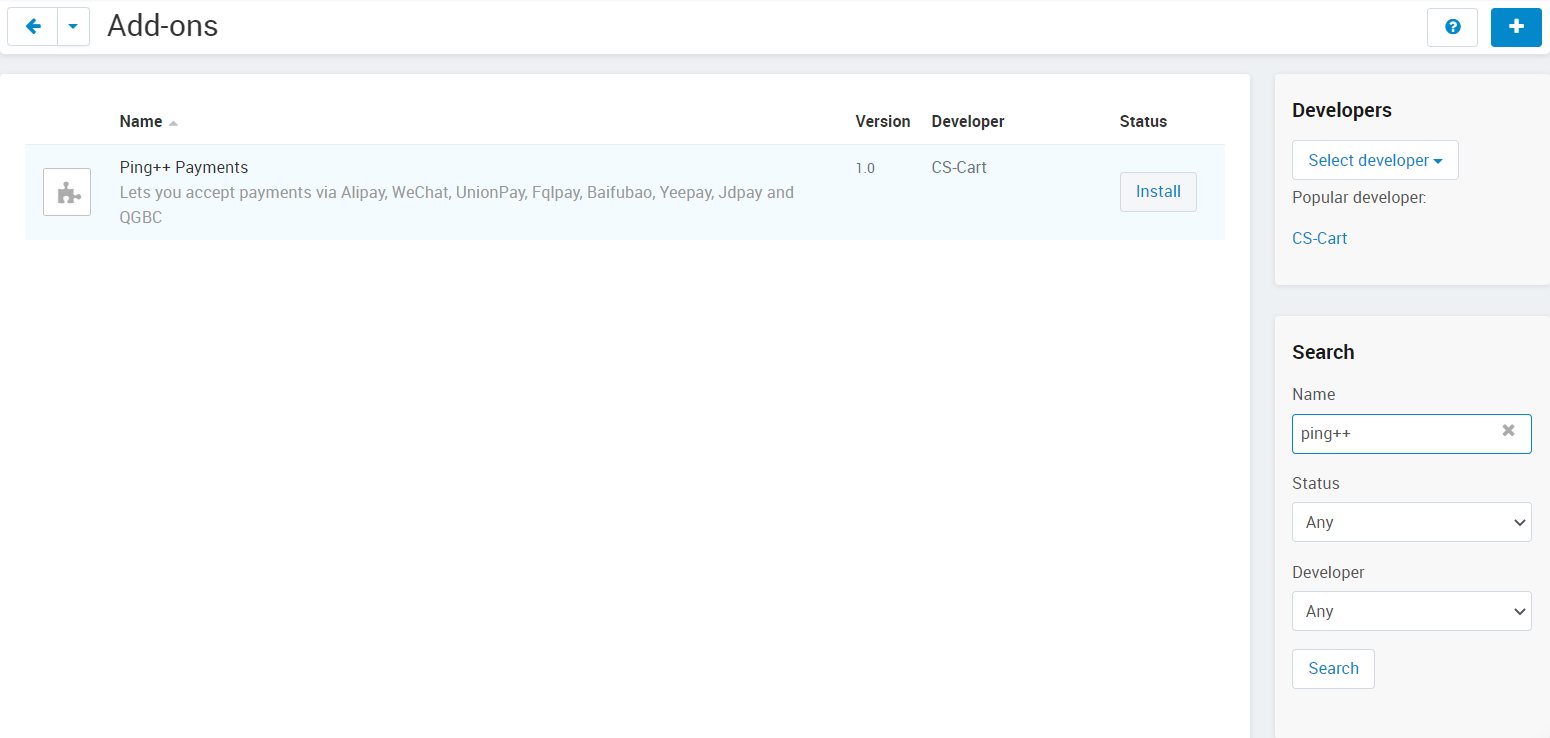 Add-ons
Name Version Developer Status
Ping++ Payments 1.0 CS-Cart Install
Lets you accept payments via Alipay, WeChat, UnionPay, Fqlpay, Baifubao, Yeepay, Jdpay and
QGBC
Developers
Select developer
Popular developer:
CS-Cart
Search
Name
ping++
Status
Any
Developer
Any
Search